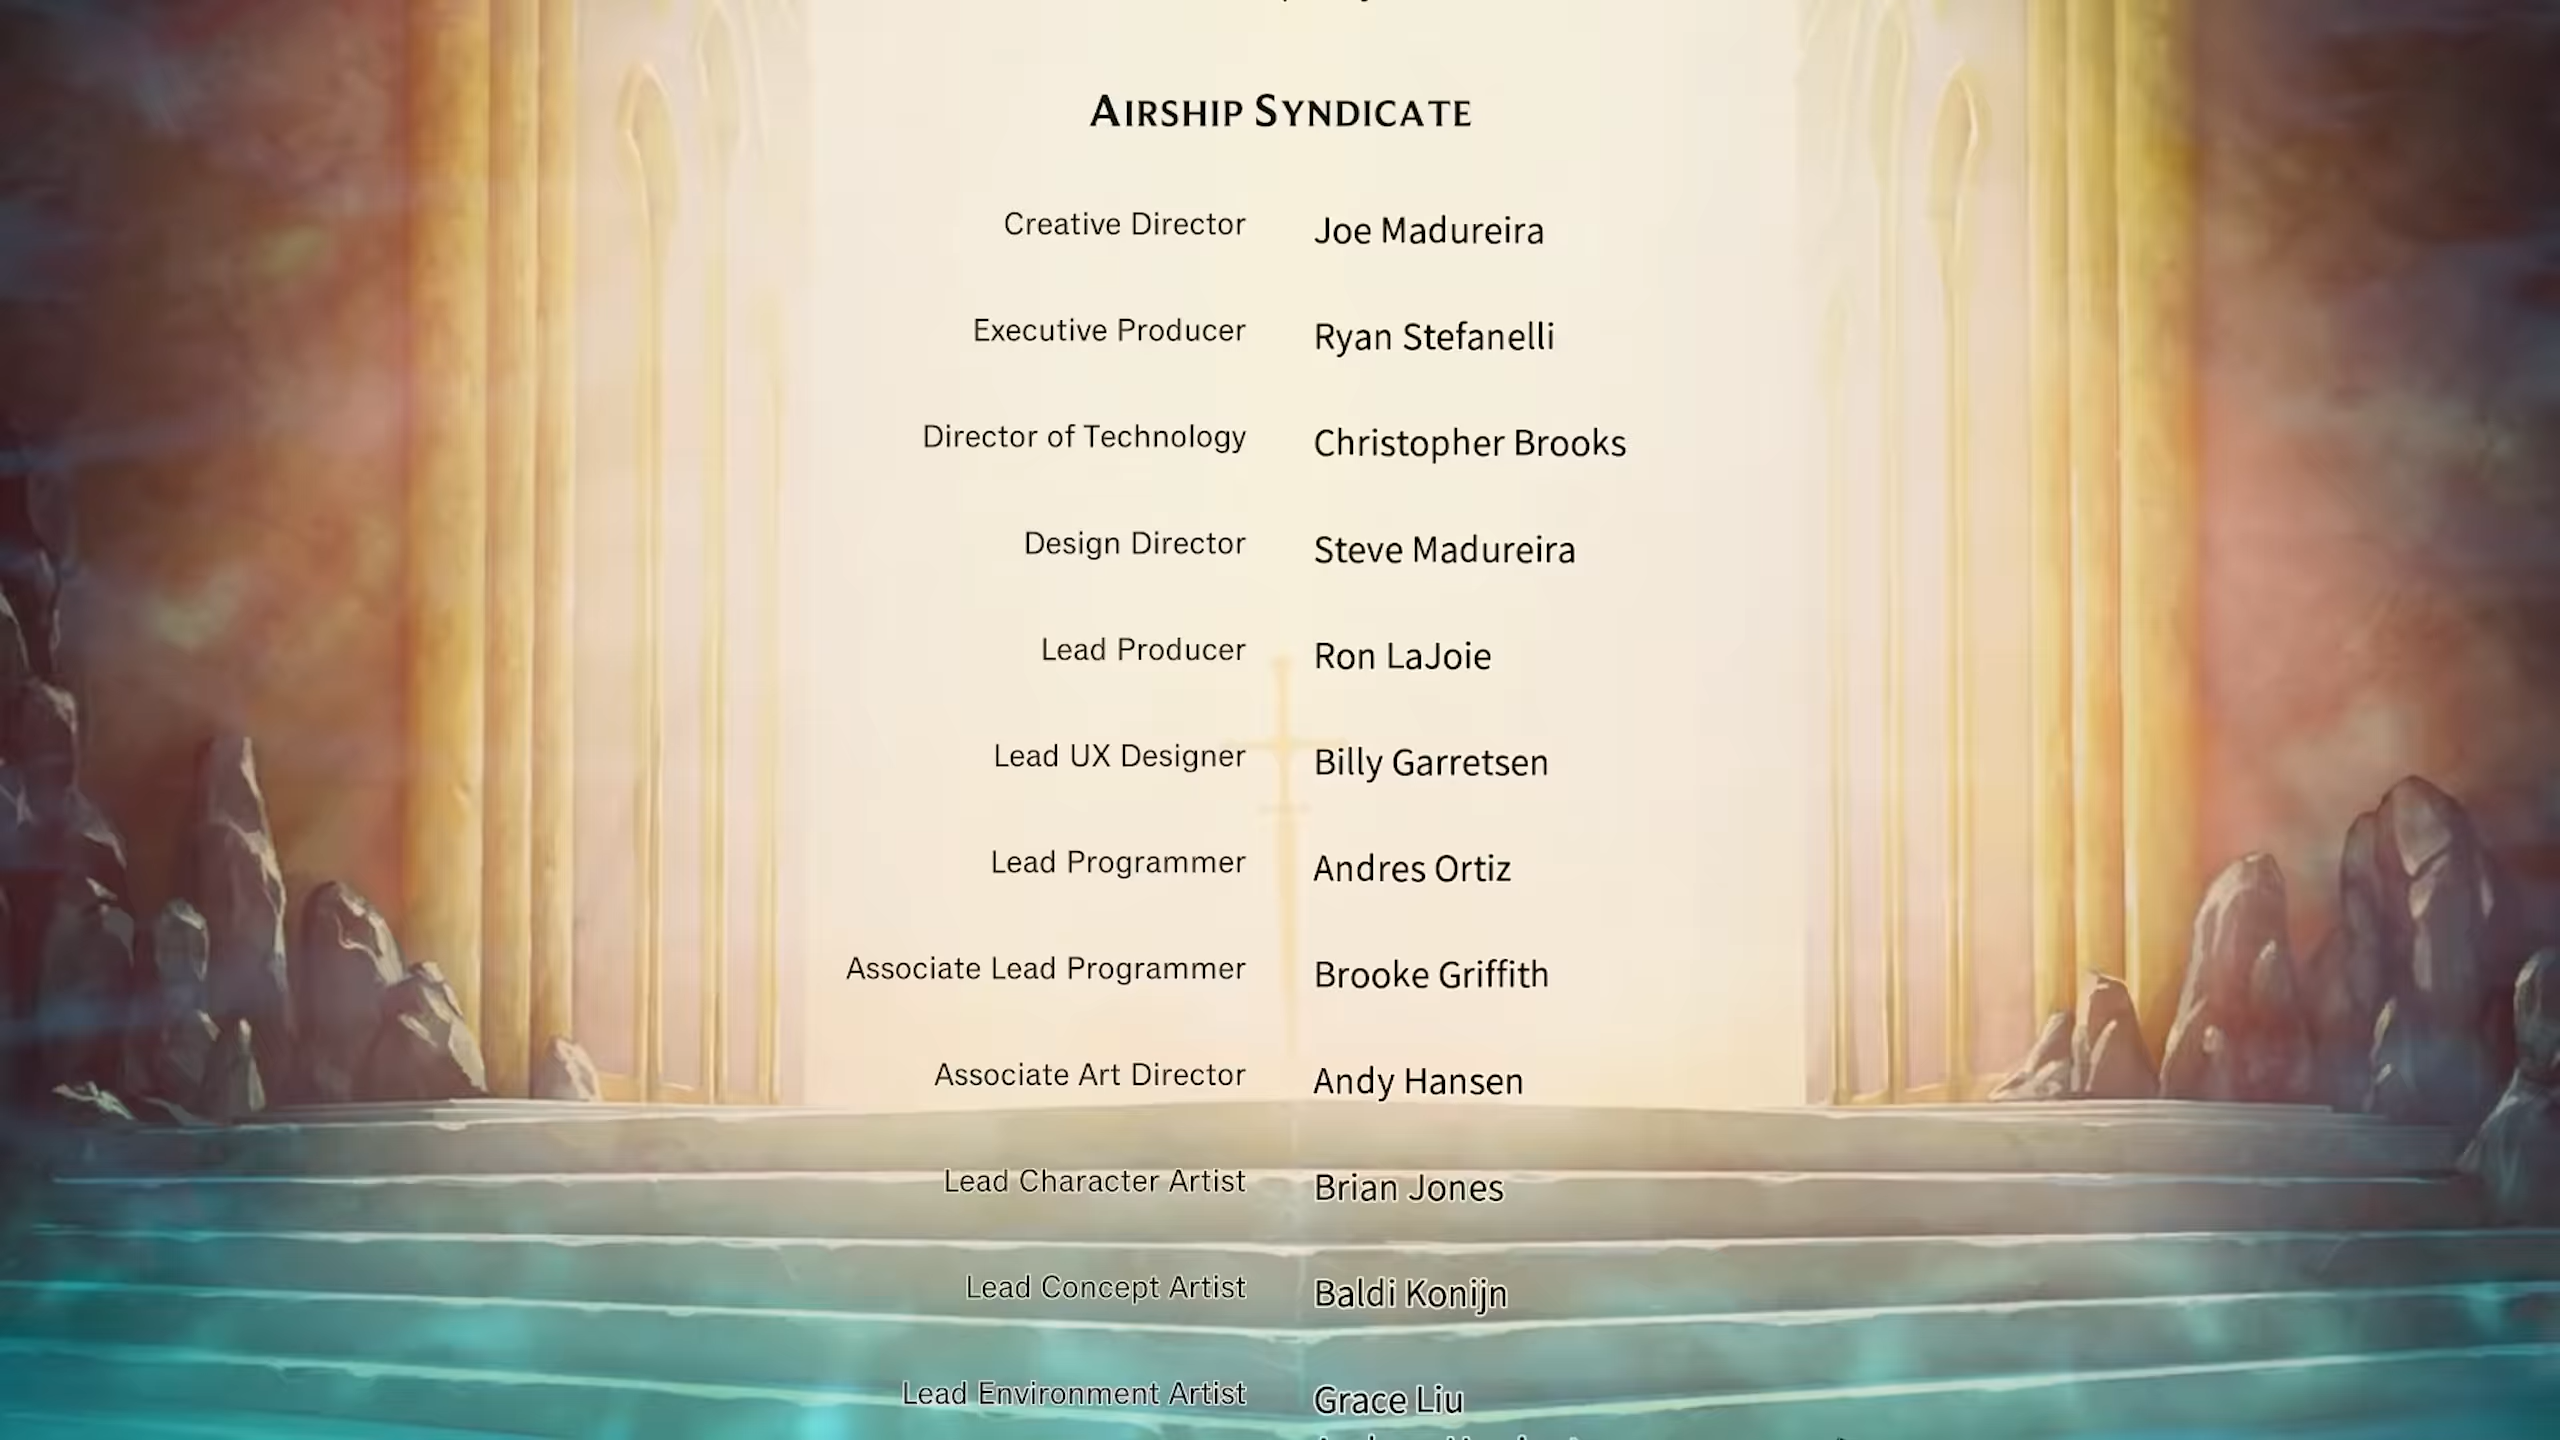 AIRSHIP SYNDICATE
Creative Director Joe Madureira
Executive Producer Ryan Stefanelli
Director of Technology Christopher Brooks
Design Director Steve Madureira
Lead Producer Ron LaJoie
Lead UX Designer Billy Garretsen
Lead Programmer Andres Ortiz
Associate Lead Programmer Brooke Griffith
Associate Art Director Andy Hansen
Lead Character Artist Brian Jones
Lead Concept Artist Baldi Konijn
Lead Environment Artist Grace Liu